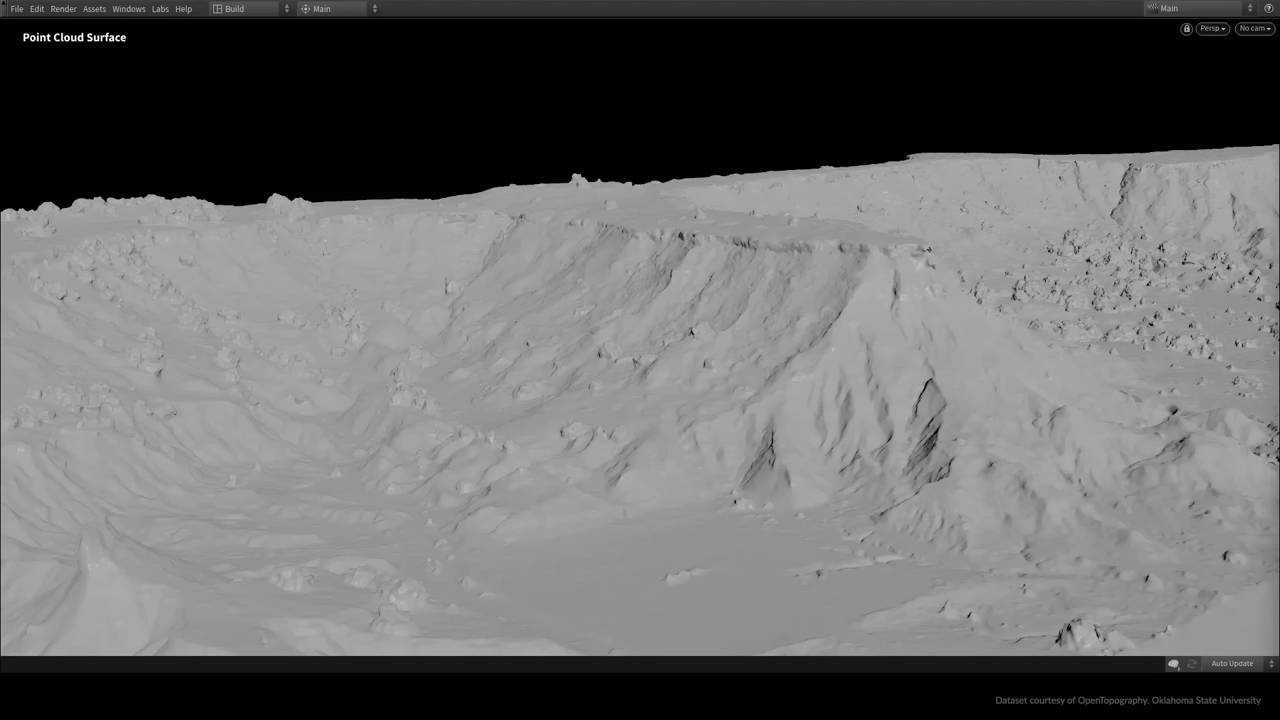 File Edit Render Assets Windows Labs Help Build Main Main
Point Cloud Surface
Persp No cam
Auto Update
Dataset courtesy of OpenTopography. Oklahoma State University